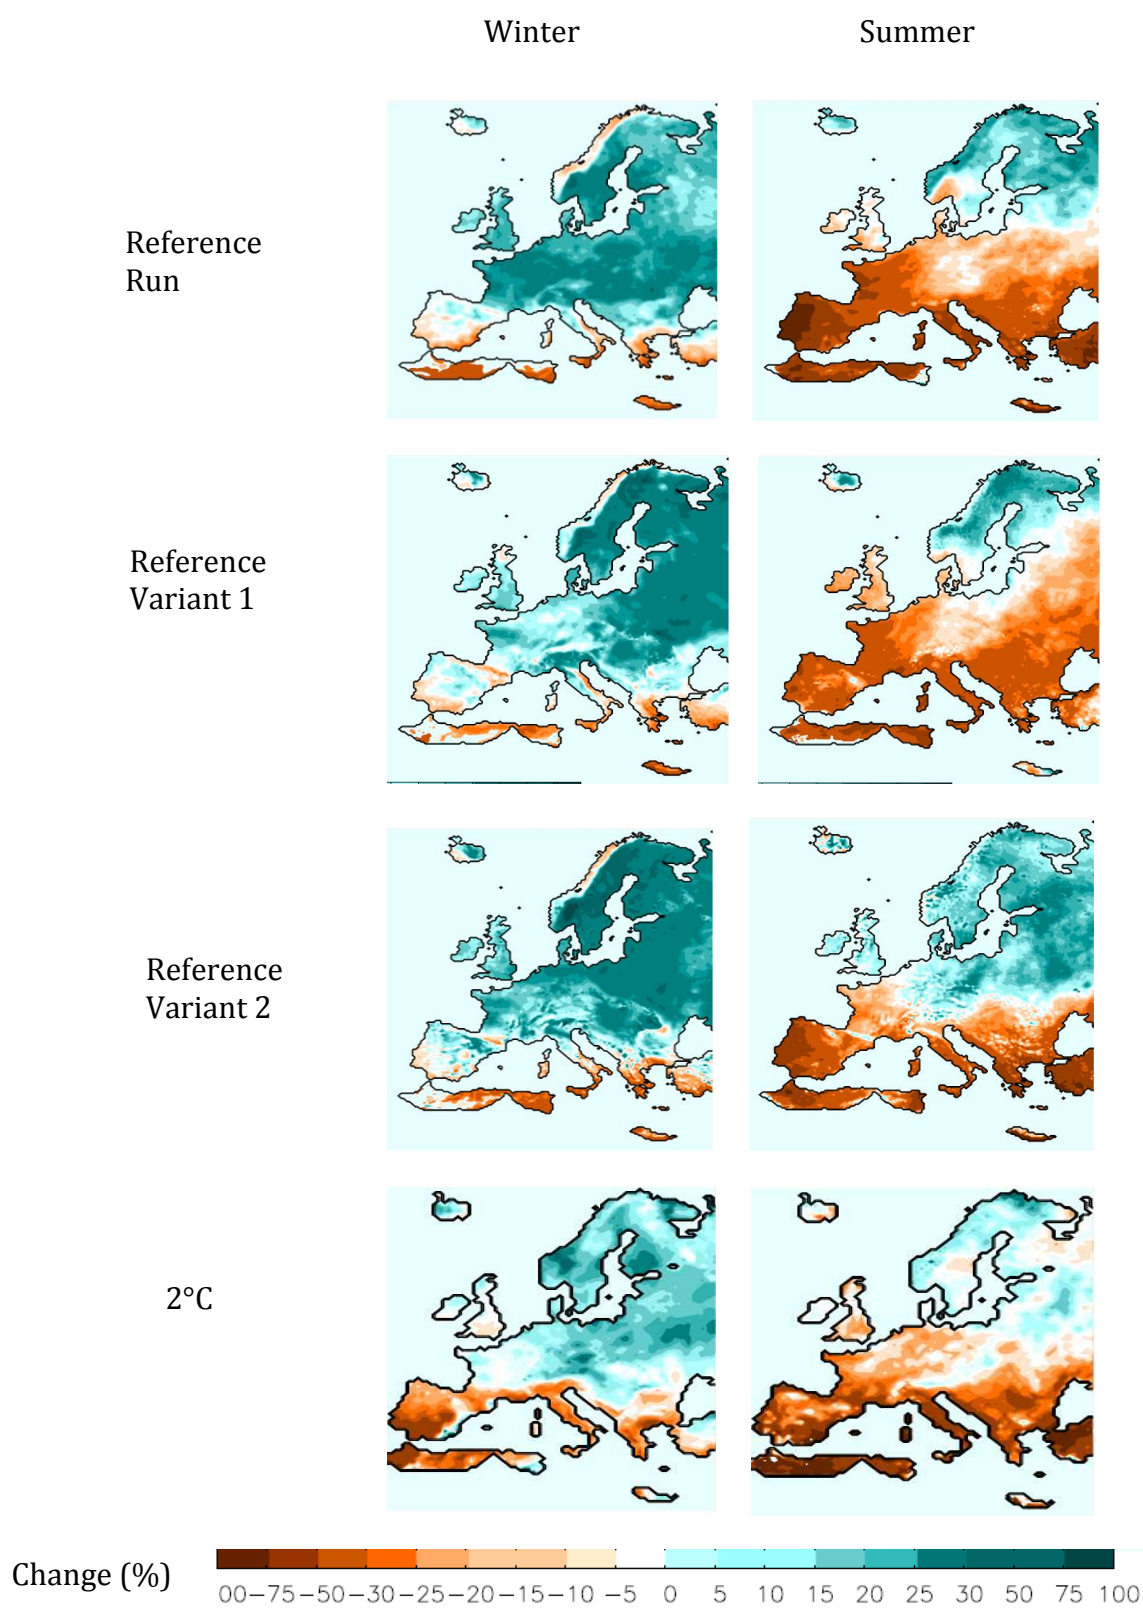 Winter Summer
Reference
Run
Reference
Variant 1
Reference
Variant 2
2°C
Change (%)
00−75−50−30−25−20−15−10−5 0 5 10 15 20 25 30 50 75 100